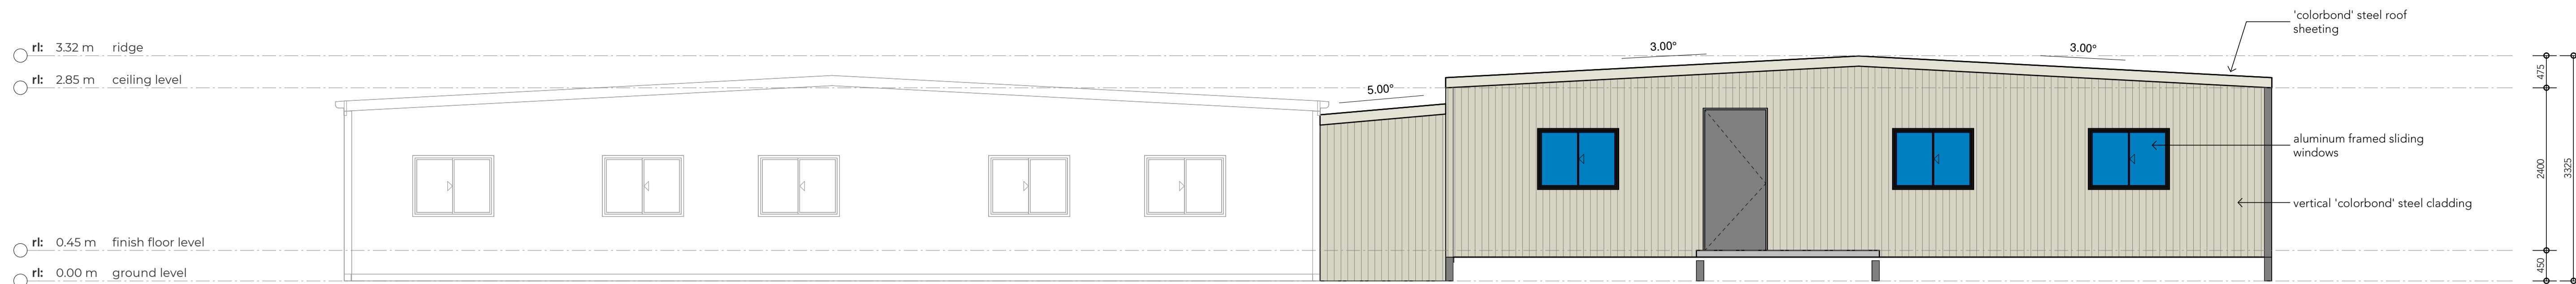 'colorbond' steel roof
sheeting
rl: 3.32 m ridge
3.00°
3.00°
rl: 2.85 m ceiling level
475
5.00°
aluminum framed sliding
windows
2400
3325
vertical 'colorbond' steel cladding
rl: 0.45 m finish floor level
rl: 0.00 m ground level
450